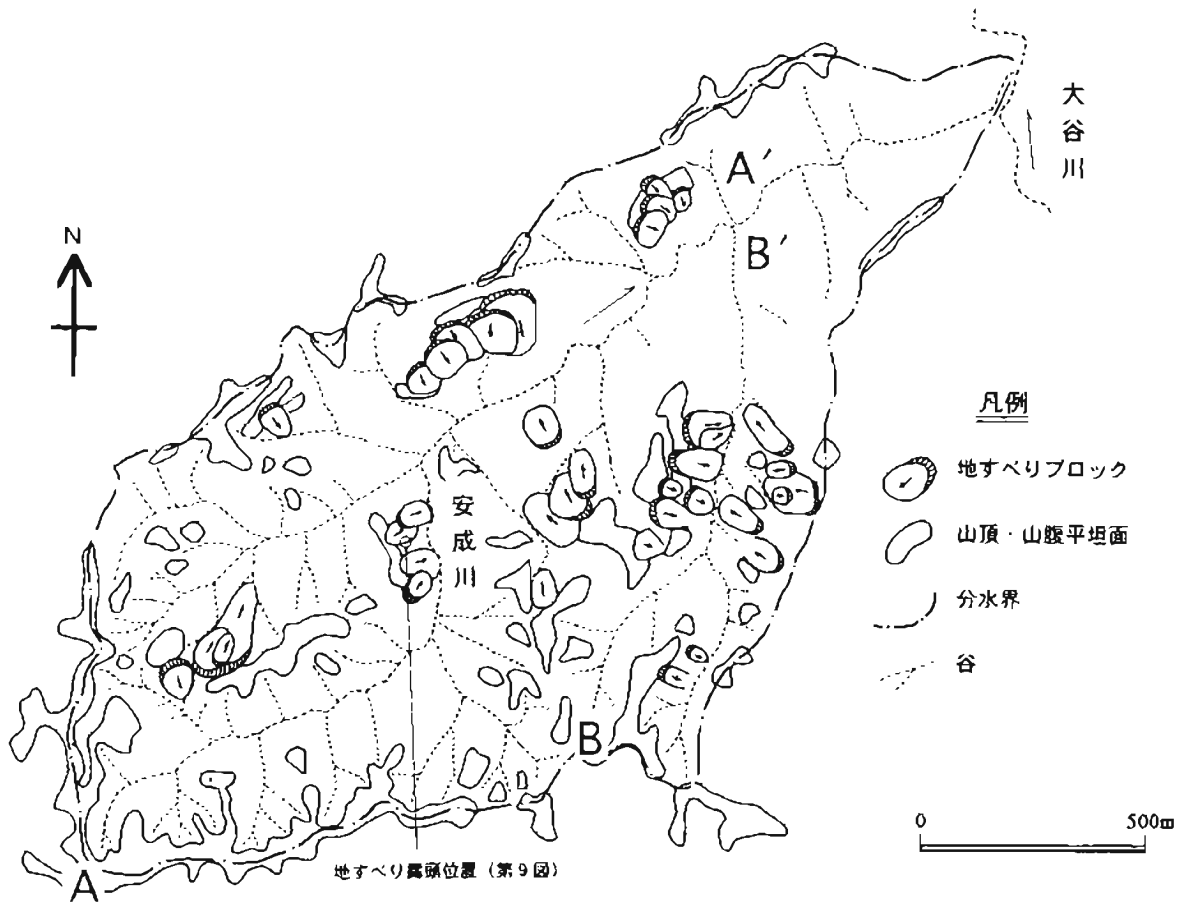 大谷川
A′
N
B′
凡例
地すべりブロック
安成川
山頂・山腹平坦面
分水界
谷
B
0 500m
地すべり露頭位置（第9図）
A